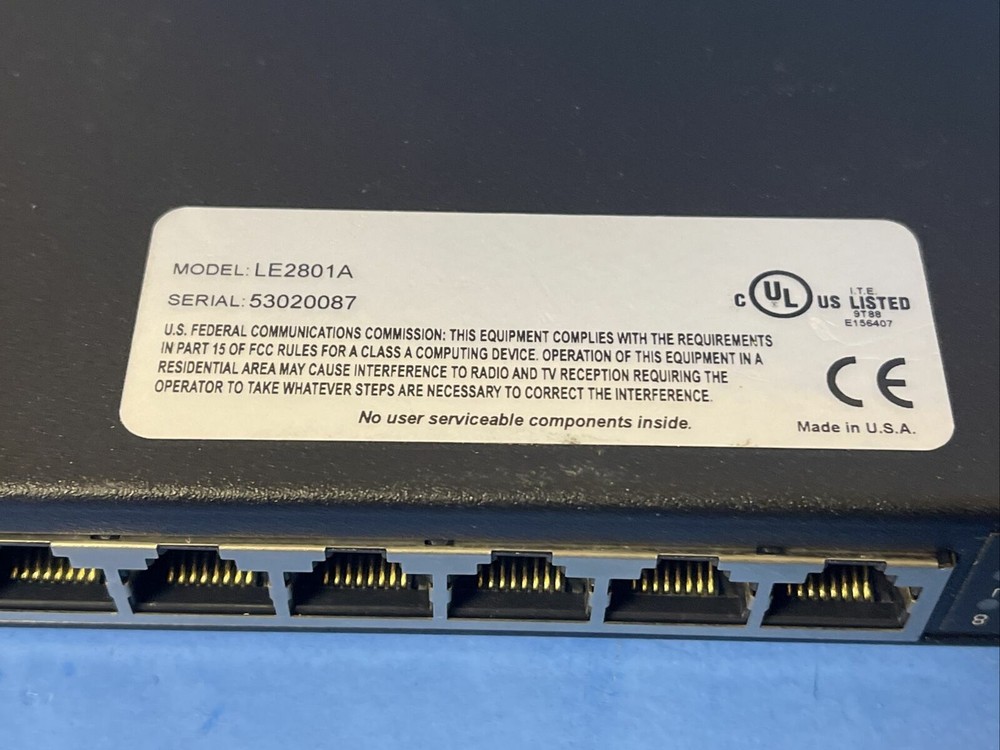 MODEL: LE2801A
SERIAL: 53020087
U.S. FEDERAL COMMUNICATIONS COMMISSION: THIS EQUIPMENT COMPLIES WITH THE REQUIREMENTS
IN PART 15 OF FCC RULES FOR A CLASS A COMPUTING DEVICE. OPERATION OF THIS EQUIPMENT IN A
RESIDENTIAL AREA MAY CAUSE INTERFERENCE TO RADIO AND TV RECEPTION REQUIRING THE
OPERATOR TO TAKE WHATEVER STEPS ARE NECESSARY TO CORRECT THE INTERFERENCE.
No user serviceable components inside.
C UL US LISTED
I.T.E.
9T88
E156407
CE
Made in U.S.A.
8